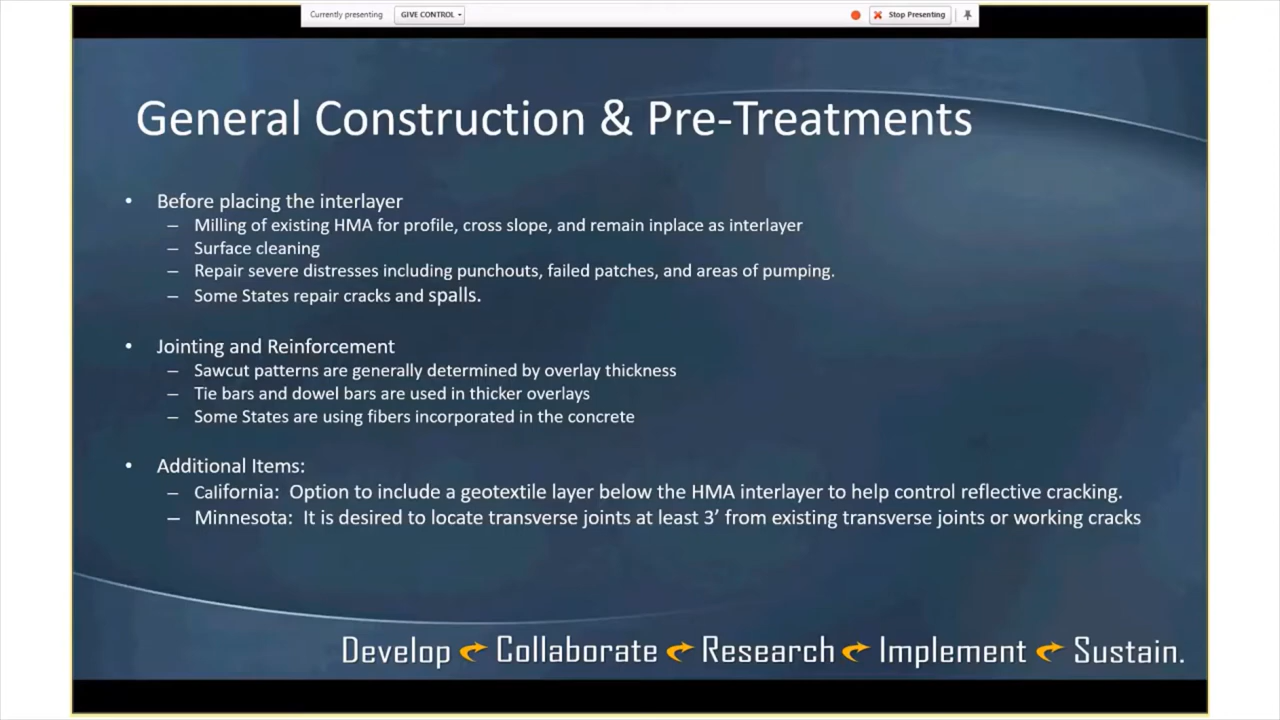 Currently presenting GIVE CONTROL Stop Presenting
General Construction & Pre-Treatments
• Before placing the interlayer
– Milling of existing HMA for profile, cross slope, and remain inplace as interlayer
– Surface cleaning
– Repair severe distresses including punchouts, failed patches, and areas of pumping.
– Some States repair cracks and spalls.
• Jointing and Reinforcement
– Sawcut patterns are generally determined by overlay thickness
– Tie bars and dowel bars are used in thicker overlays
– Some States are using fibers incorporated in the concrete
• Additional Items:
– California: Option to include a geotextile layer below the HMA interlayer to help control reflective cracking.
– Minnesota: It is desired to locate transverse joints at least 3’ from existing transverse joints or working cracks
Develop Collaborate Research Implement Sustain.